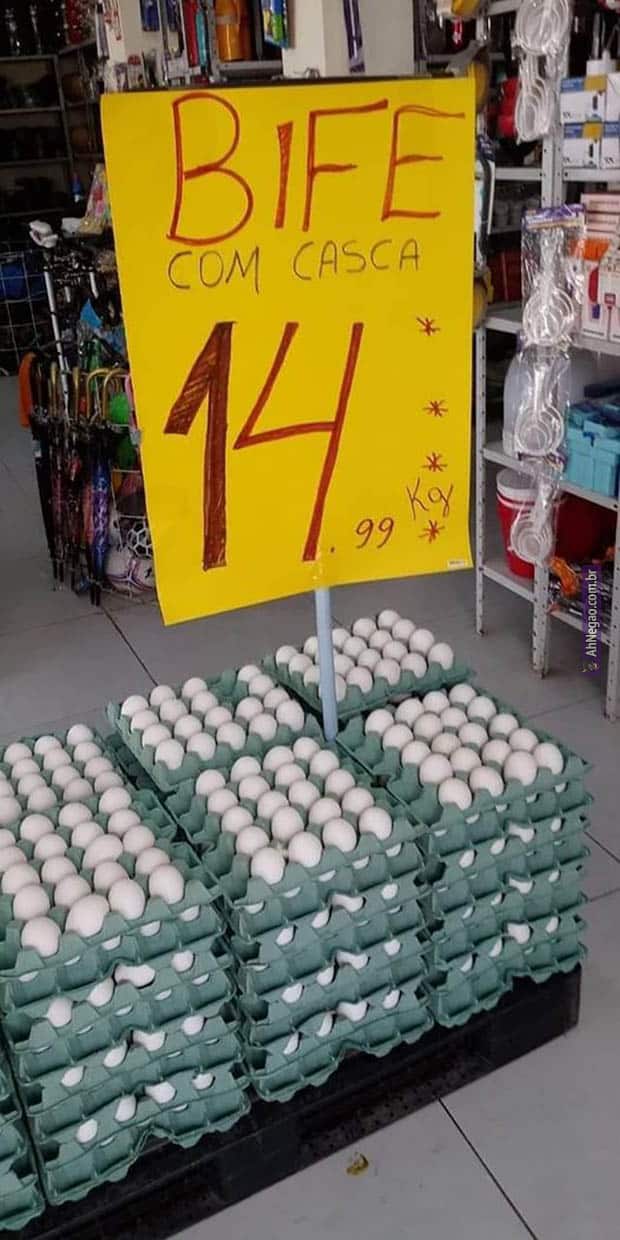 BIFE
COM CASCA
14.99 Kg
AhNegao.com.br